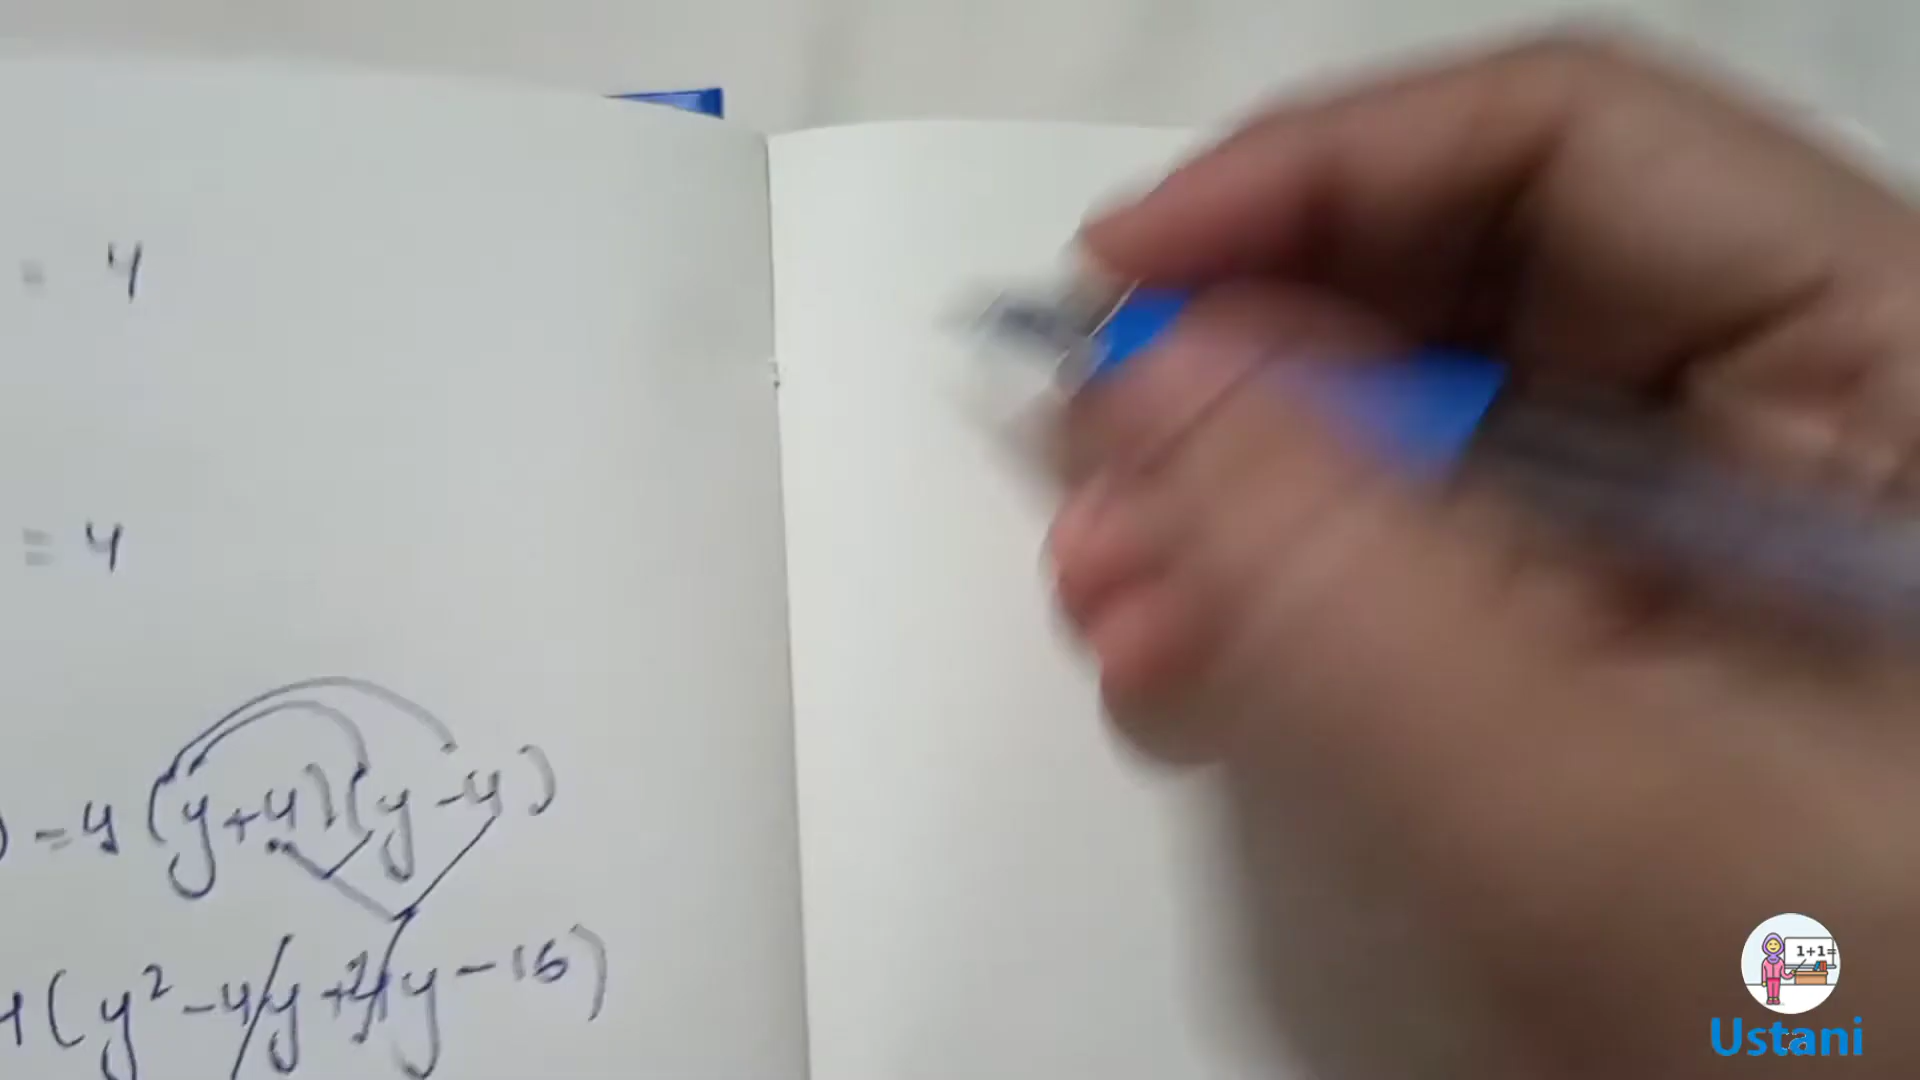 = 4
= 4
) = 4 (y+4)(y-4)
4 (y² - 4y + 4y - 16)
1+1=
Ustani